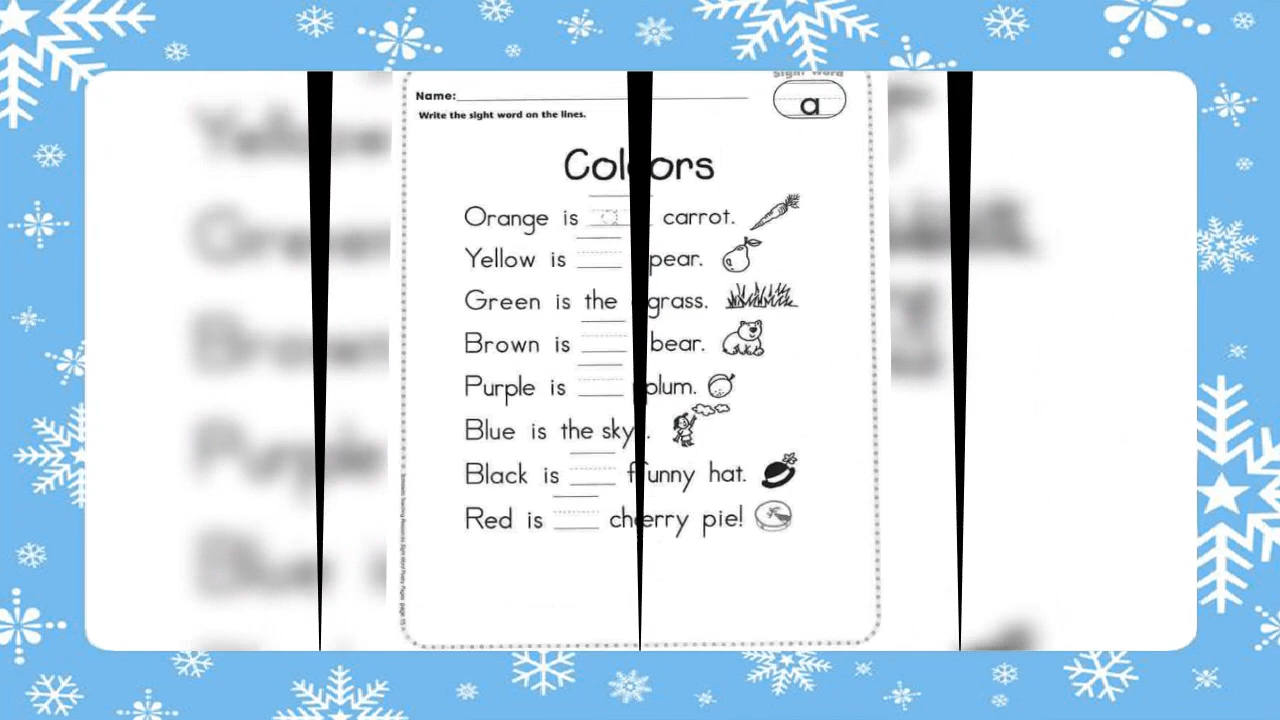 Sight Word
Name:
a
Write the sight word on the lines.
Colors
Orange is a carrot.
Yellow is pear.
Green is the grass.
Brown is bear.
Purple is plum.
Blue is the sky.
Black is funny hat.
Red is cherry pie!